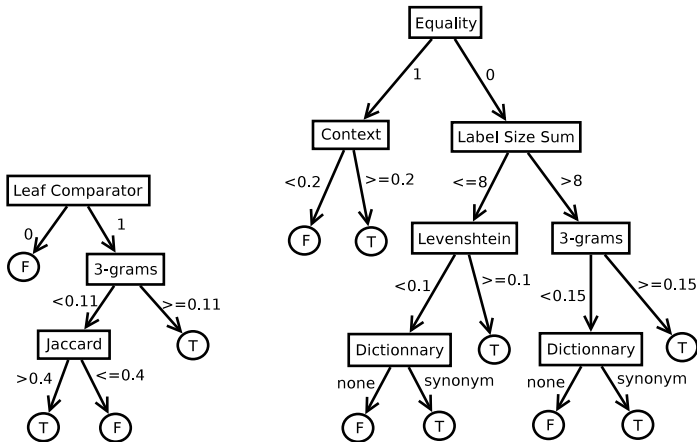 Equality
1
0
Context
Label Size Sum
<0.2
>=0.2
<=8
>8
F
T
Levenshtein
3-grams
<0.1
>=0.1
<0.15
>=0.15
Dictionnary
T
Dictionnary
T
none
synonym
none
synonym
F
T
F
T
Leaf Comparator
0
1
F
3-grams
<0.11
>=0.11
Jaccard
T
>0.4
<=0.4
T
F